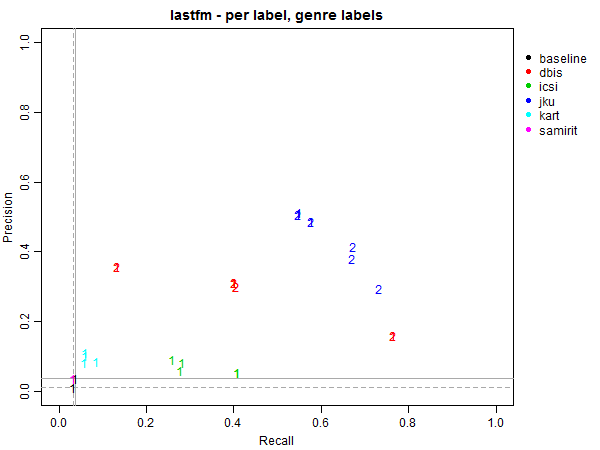 lastfm - per label, genre labels
baseline
dbis
icsi
jku
kart
samirit
Precision
1.0
0.8
0.6
0.4
0.2
0.0
0.0 0.2 0.4 0.6 0.8 1.0
Recall